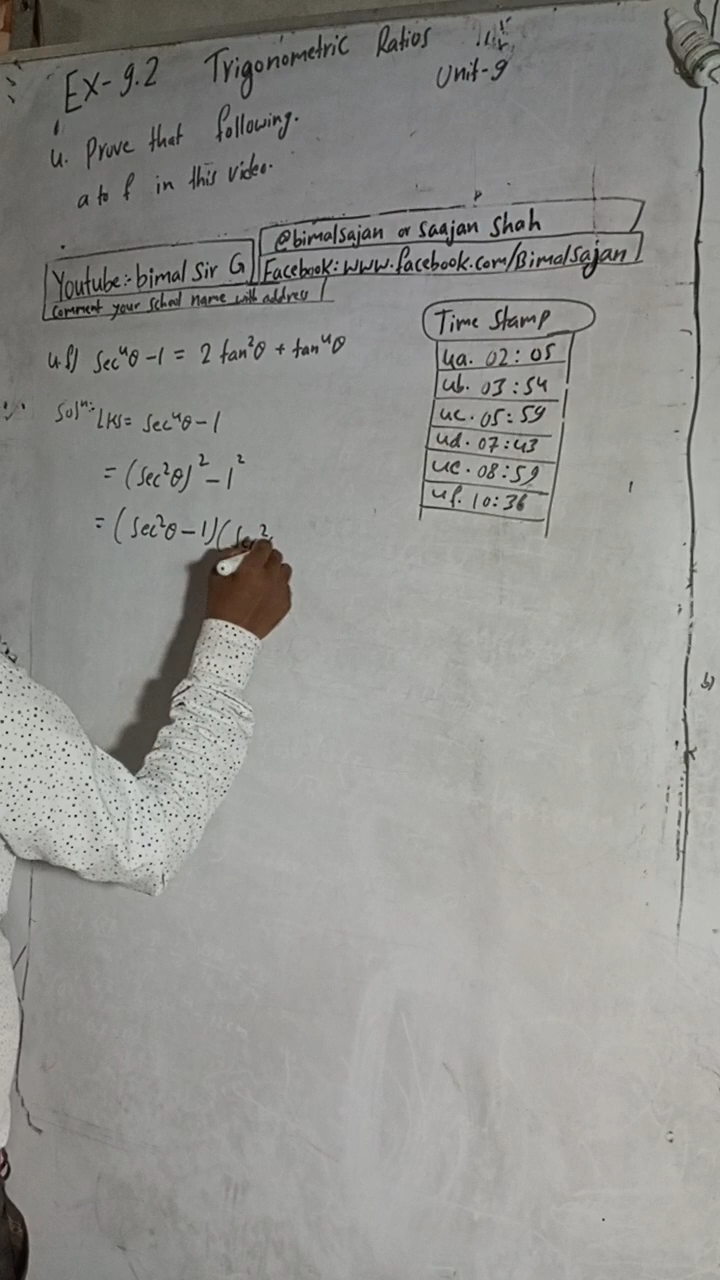 Ex-9.2 Trigonometric Ratios
Unit-9
4. Prove that following.
a to f in this video.
@bimalsajan or Saajan Shah
Youtube:- bimal Sir G
Facebook: www.facebook.com/Bimalsajan
Comment your school name with address
4.f) sec⁴θ-1 = 2 tan²θ + tan⁴θ
Solⁿ: LHS = sec⁴θ-1
= (sec²θ)² - 1²
= (sec²θ-1)(sec²
Time Stamp
4a. 02:05
4b. 03:54
4c. 05:59
4d. 07:43
4e. 08:59
4f. 10:36